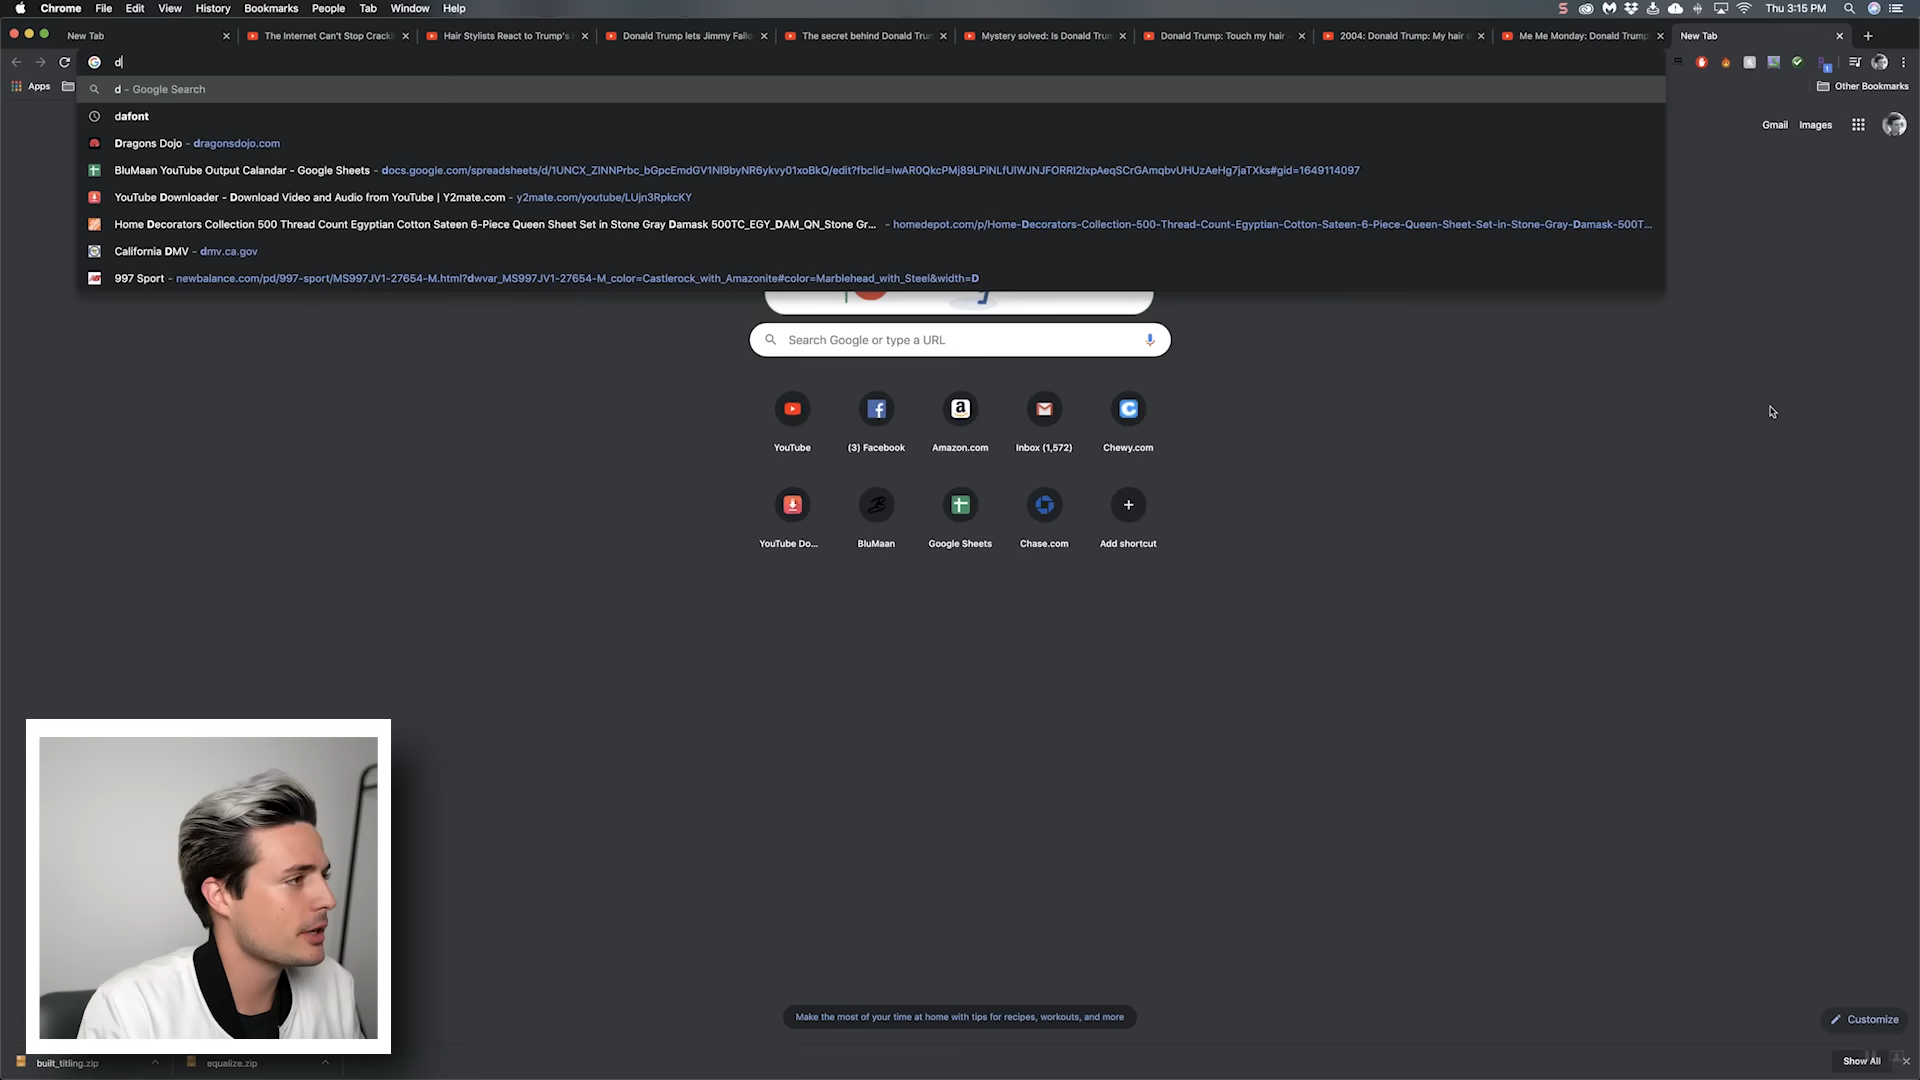 Chrome File Edit View History Bookmarks People Tab Window Help Thu 3:15 PM
New Tab The Internet Can't Stop Cracki Hair Stylists React to Trump's Donald Trump lets Jimmy Fallo The secret behind Donald Trum Mystery solved: Is Donald Trum Donald Trump: Touch my hair - 2004: Donald Trump: My hair d Me Me Monday: Donald Trump New Tab
d
Apps Other Bookmarks
d - Google Search
dafont
Dragons Dojo - dragonsdojo.com
BluMaan YouTube Output Calandar - Google Sheets - docs.google.com/spreadsheets/d/1UNCX_ZINNPrbc_bGpcEmdGV1NI9byNR6ykvy01xoBkQ/edit?fbclid=IwAR0QkcPMj89LPiNLfUIWJNJFORRI2IxpAeqSCrGAmqbvUHUzAeHg7jaTXks#gid=1649114097
YouTube Downloader - Download Video and Audio from YouTube | Y2mate.com - y2mate.com/youtube/LUjn3RpkcKY
Home Decorators Collection 500 Thread Count Egyptian Cotton Sateen 6-Piece Queen Sheet Set in Stone Gray Damask 500TC_EGY_DAM_QN_Stone Gr... - homedepot.com/p/Home-Decorators-Collection-500-Thread-Count-Egyptian-Cotton-Sateen-6-Piece-Queen-Sheet-Set-in-Stone-Gray-Damask-500T...
California DMV - dmv.ca.gov
997 Sport - newbalance.com/pd/997-sport/MS997JV1-27654-M.html?dwvar_MS997JV1-27654-M_color=Castlerock_with_Amazonite#color=Marblehead_with_Steel&width=D
Gmail Images
Search Google or type a URL
YouTube (3) Facebook Amazon.com Inbox (1,572) Chewy.com
YouTube Do... BluMaan Google Sheets Chase.com Add shortcut
Make the most of your time at home with tips for recipes, workouts, and more
Customize
built_titling.zip equalize.zip Show All